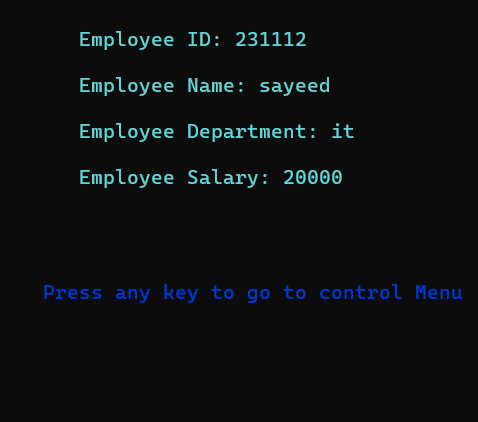 Employee ID: 231112
Employee Name: sayeed
Employee Department: it
Employee Salary: 20000
Press any key to go to control Menu